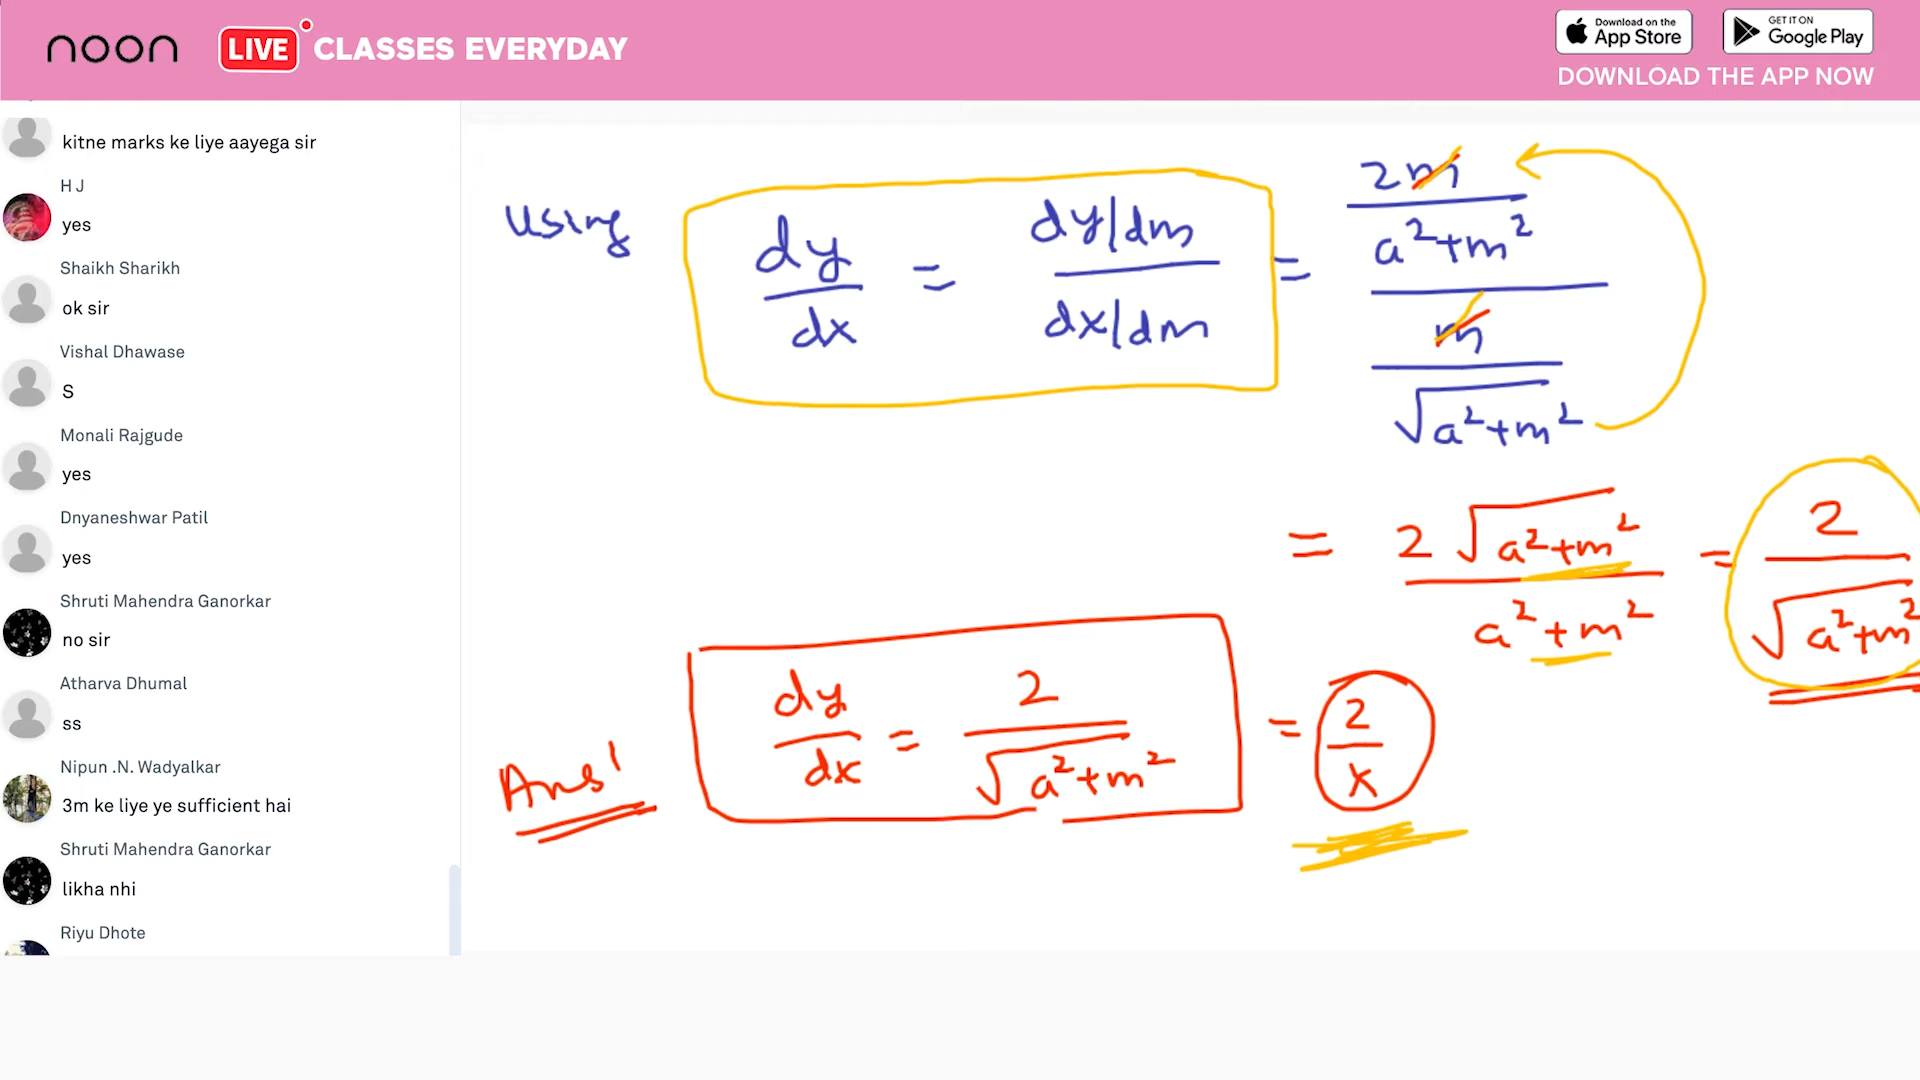 noon LIVE CLASSES EVERYDAY
Download on the App Store
GET IT ON Google Play
DOWNLOAD THE APP NOW
kitne marks ke liye aayega sir
H J
yes
Shaikh Sharikh
ok sir
Vishal Dhawase
S
Monali Rajgude
yes
Dnyaneshwar Patil
yes
Shruti Mahendra Ganorkar
no sir
Atharva Dhumal
ss
Nipun .N. Wadyalkar
3m ke liye ye sufficient hai
Shruti Mahendra Ganorkar
likha nhi
Riyu Dhote
Using dy/dx = (dy/dm)/(dx/dm) = (2m/(a²+m²))/(m/√(a²+m²))
= 2√(a²+m²)/(a²+m²) = 2/√(a²+m²)
Ans' dy/dx = 2/√(a²+m²) = 2/x